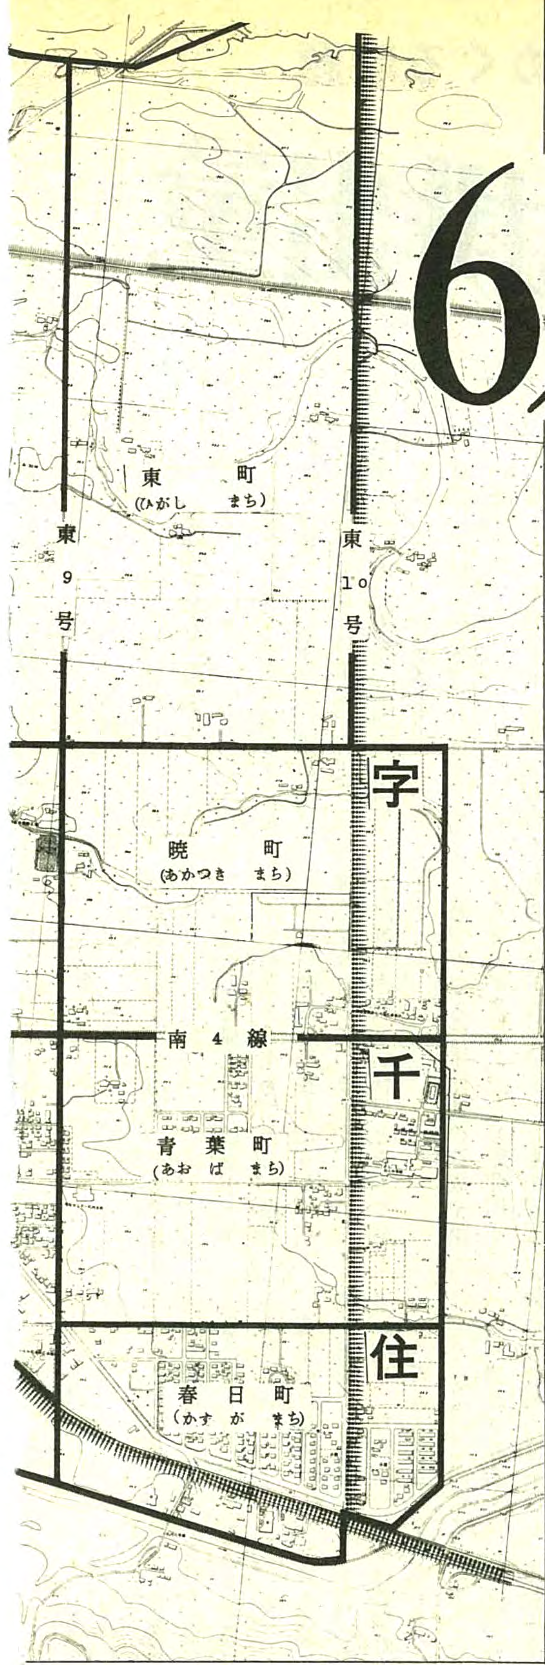 6
東町
(ひがしまち)
東9号
東10号
字千住
暁町
(あかつきまち)
南4線
青葉町
(あおばまち)
春日町
(かすがまち)